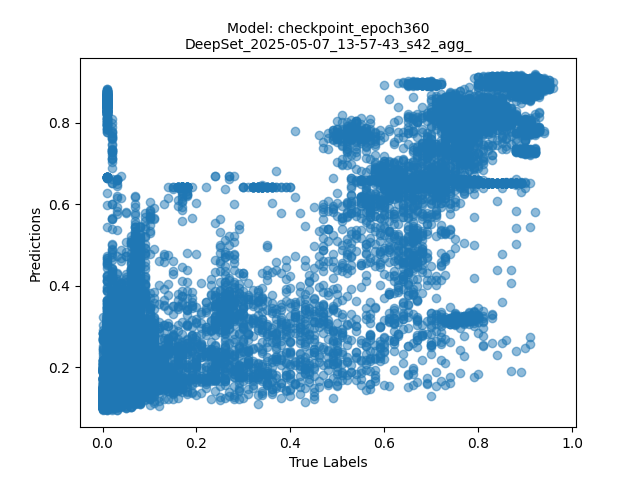 Model: checkpoint_epoch360
DeepSet_2025-05-07_13-57-43_s42_agg_
0.8
0.6
0.4
0.2
Predictions
0.0 0.2 0.4 0.6 0.8 1.0
True Labels